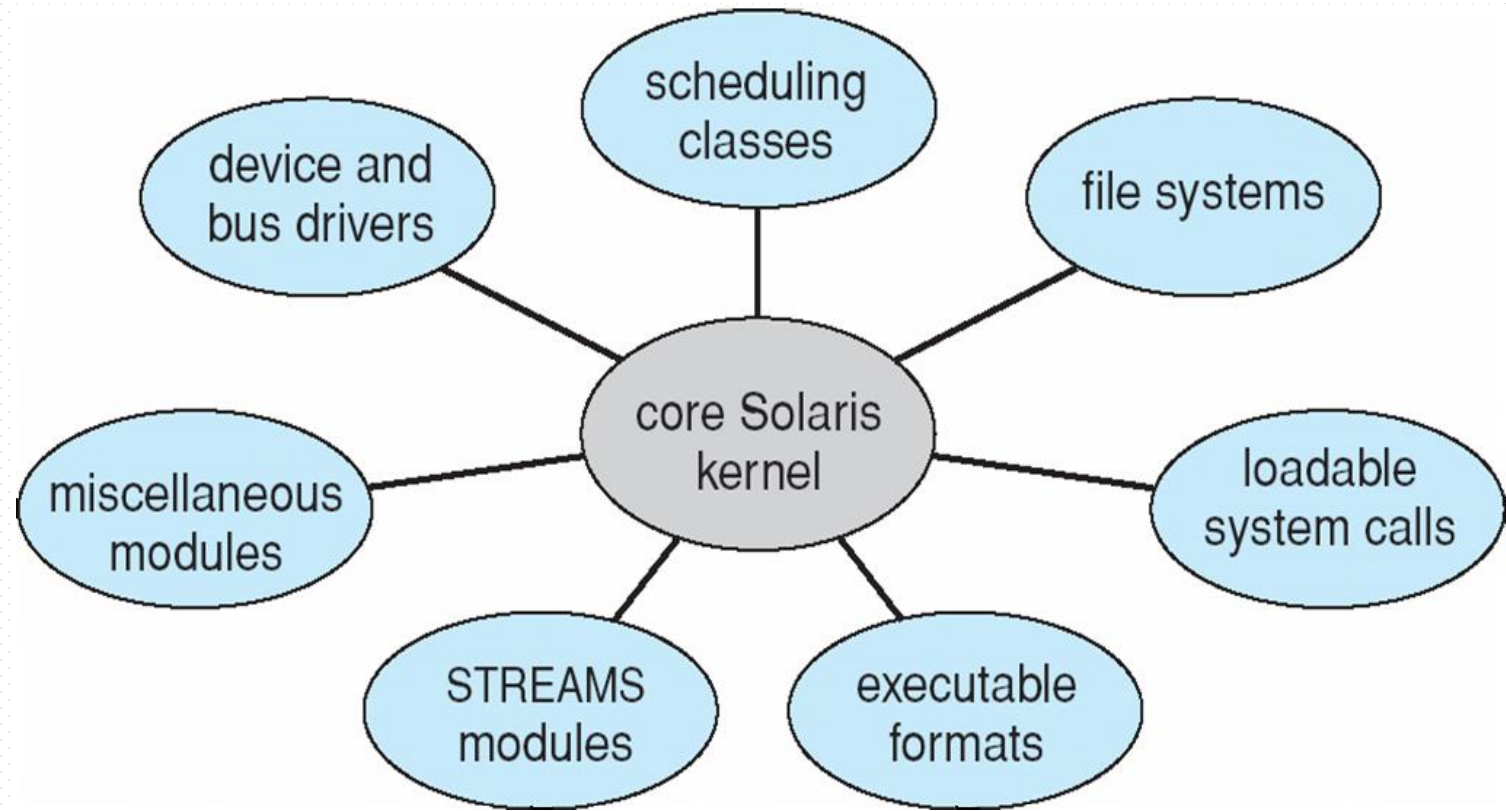 scheduling
classes
device and
bus drivers
file systems
core Solaris
kernel
miscellaneous
modules
loadable
system calls
STREAMS
modules
executable
formats